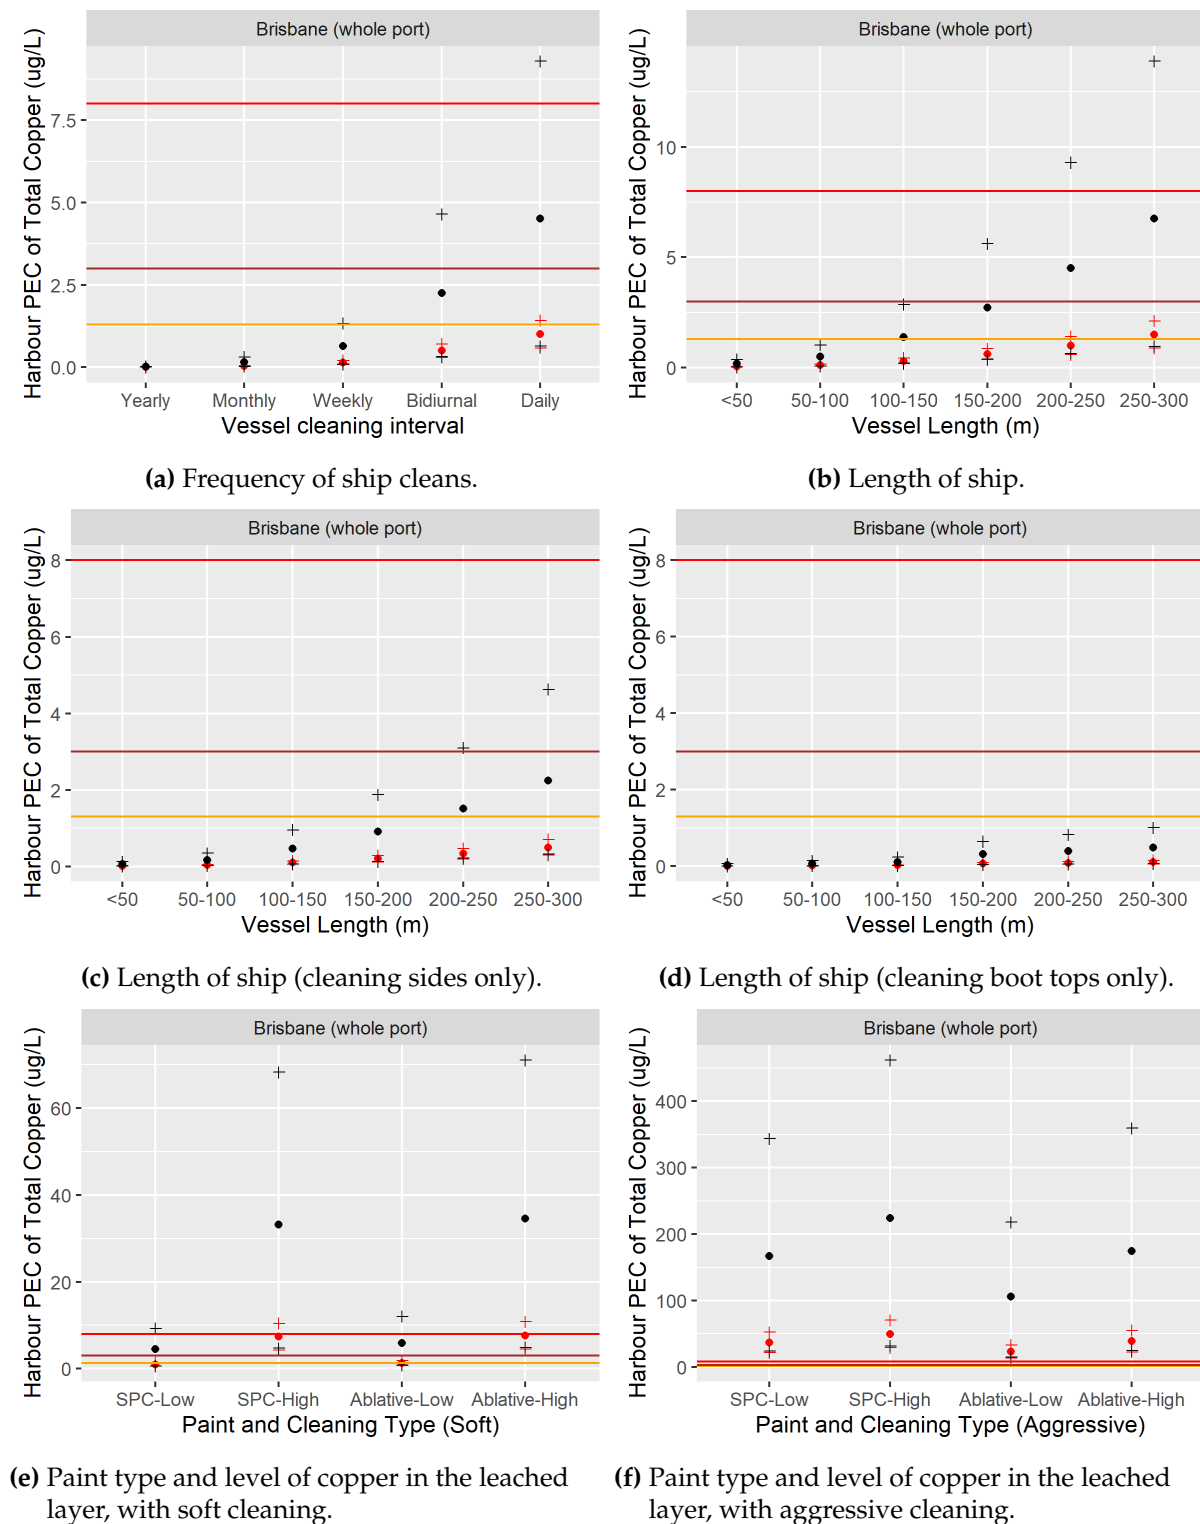 Brisbane (whole port)
Harbour PEC of Total Copper (ug/L)
7.5
5.0
2.5
0.0
Yearly Monthly Weekly Bidiurnal Daily
Vessel cleaning interval
(a) Frequency of ship cleans.
Brisbane (whole port)
Harbour PEC of Total Copper (ug/L)
10
5
0
<50 50-100 100-150 150-200 200-250 250-300
Vessel Length (m)
(b) Length of ship.
Brisbane (whole port)
Harbour PEC of Total Copper (ug/L)
8
6
4
2
0
<50 50-100 100-150 150-200 200-250 250-300
Vessel Length (m)
(c) Length of ship (cleaning sides only).
Brisbane (whole port)
Harbour PEC of Total Copper (ug/L)
8
6
4
2
0
<50 50-100 100-150 150-200 200-250 250-300
Vessel Length (m)
(d) Length of ship (cleaning boot tops only).
Brisbane (whole port)
Harbour PEC of Total Copper (ug/L)
60
40
20
0
SPC-Low SPC-High Ablative-Low Ablative-High
Paint and Cleaning Type (Soft)
(e) Paint type and level of copper in the leached
layer, with soft cleaning.
Brisbane (whole port)
Harbour PEC of Total Copper (ug/L)
400
300
200
100
0
SPC-Low SPC-High Ablative-Low Ablative-High
Paint and Cleaning Type (Aggressive)
(f) Paint type and level of copper in the leached
layer, with aggressive cleaning.